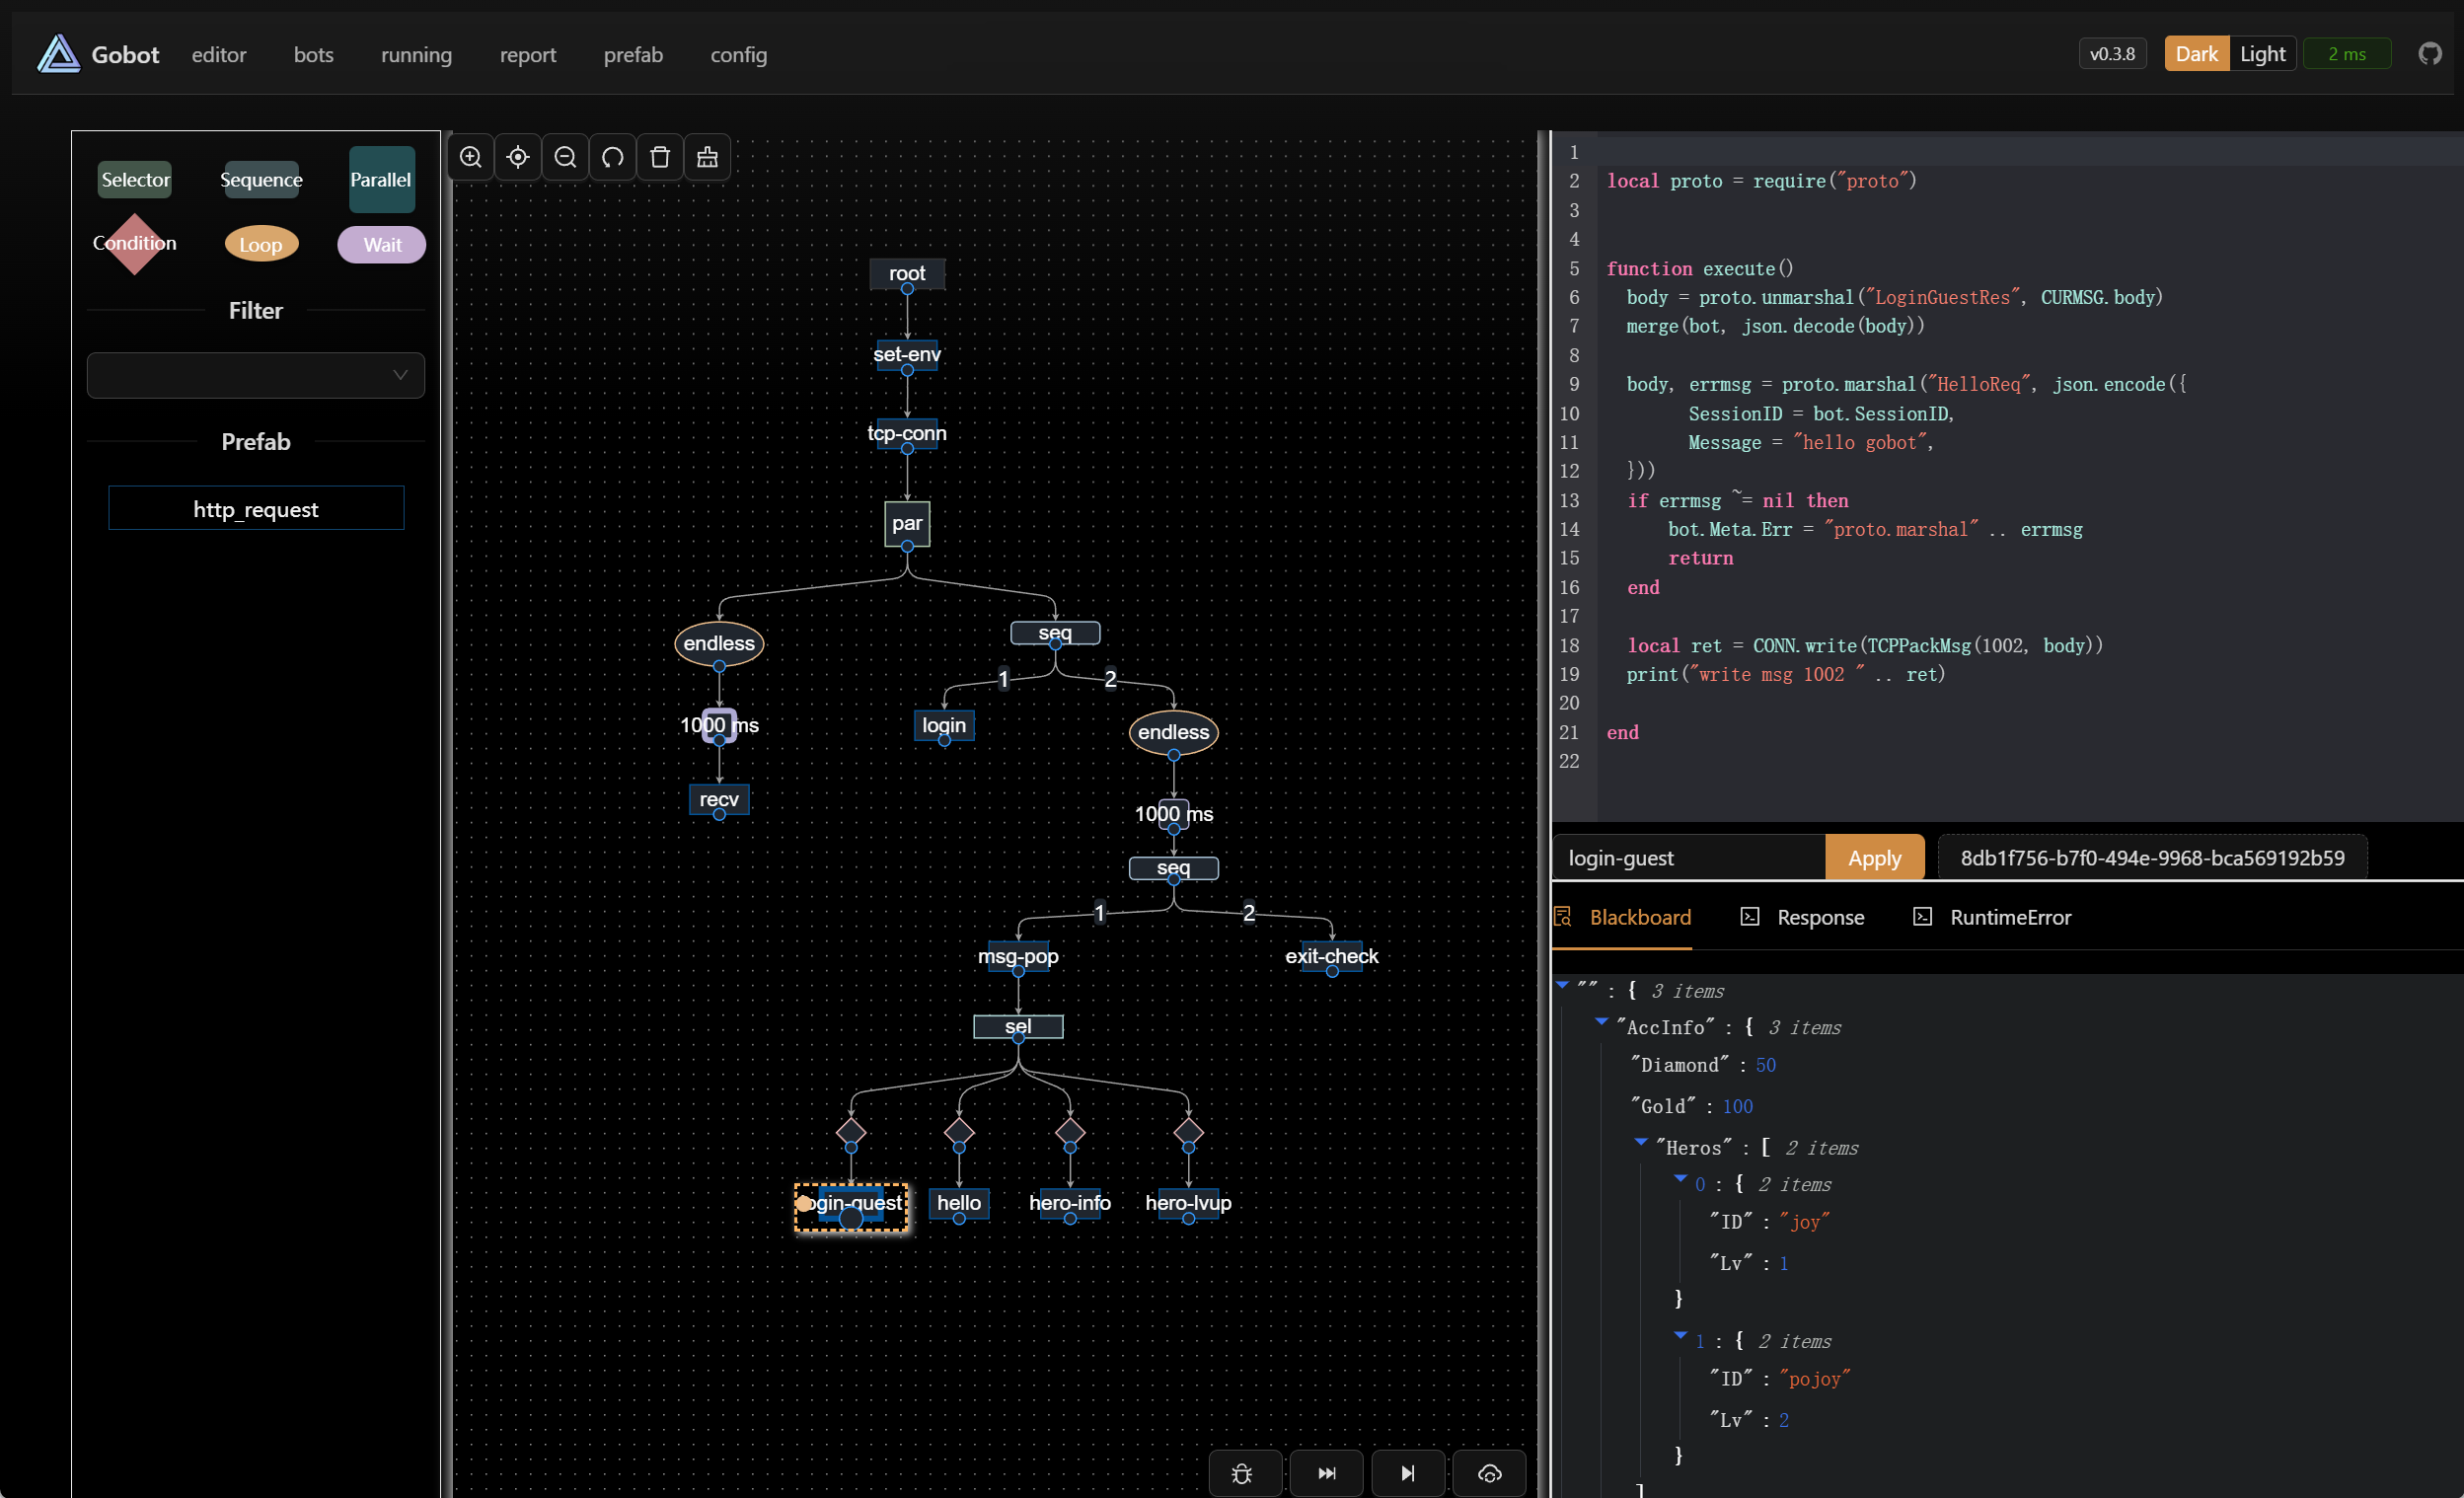 Gobot editor bots running report prefab config v0.3.8 Dark Light 2 ms
Selector Sequence Parallel
Condition Loop Wait
Filter
Prefab
http_request
root
set-env
tcp-conn
par
endless
seq
1 2
1000 ms
login
endless
recv
1000 ms
seq
1 2
msg-pop
exit-check
sel
login-guest hello hero-info hero-lvup
1
2 local proto = require("proto")
3
4
5 function execute()
6 body = proto.unmarshal("LoginGuestRes", CURMSG.body)
7 merge(bot, json.decode(body))
8
9 body, errmsg = proto.marshal("HelloReq", json.encode({
10 SessionID = bot.SessionID,
11 Message = "hello gobot",
12 }))
13 if errmsg ~= nil then
14 bot.Meta.Err = "proto.marshal" .. errmsg
15 return
16 end
17
18 local ret = CONN.write(TCPPackMsg(1002, body))
19 print("write msg 1002 " .. ret)
20
21 end
22
login-guest Apply 8db1f756-b7f0-494e-9968-bca569192b59
Blackboard Response RuntimeError
"" : { 3 items
"AccInfo" : { 3 items
"Diamond" : 50
"Gold" : 100
"Heros" : [ 2 items
0 : { 2 items
"ID" : "joy"
"Lv" : 1
}
1 : { 2 items
"ID" : "pojoy"
"Lv" : 2
}
]